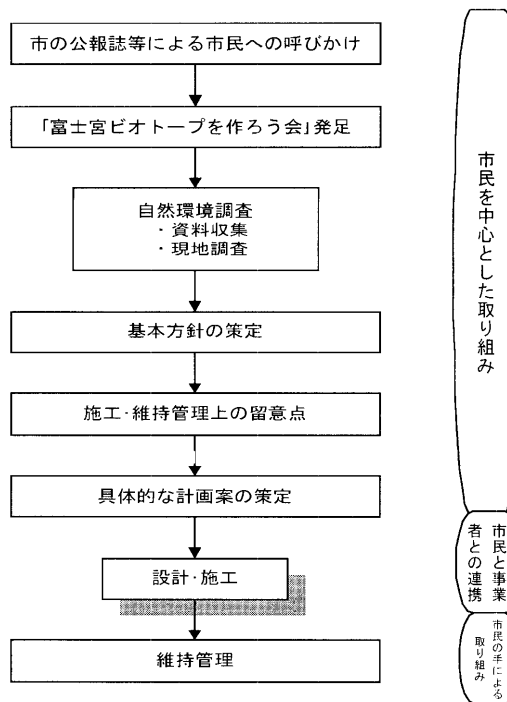 市の公報誌等による市民への呼びかけ
「富士宮ビオトープを作ろう会」発足
自然環境調査
・資料収集
・現地調査
基本方針の策定
施工・維持管理上の留意点
具体的な計画案の策定
設計・施工
維持管理
市民を中心とした取り組み
市民と事業
者との連携
市民の手による
取り組み